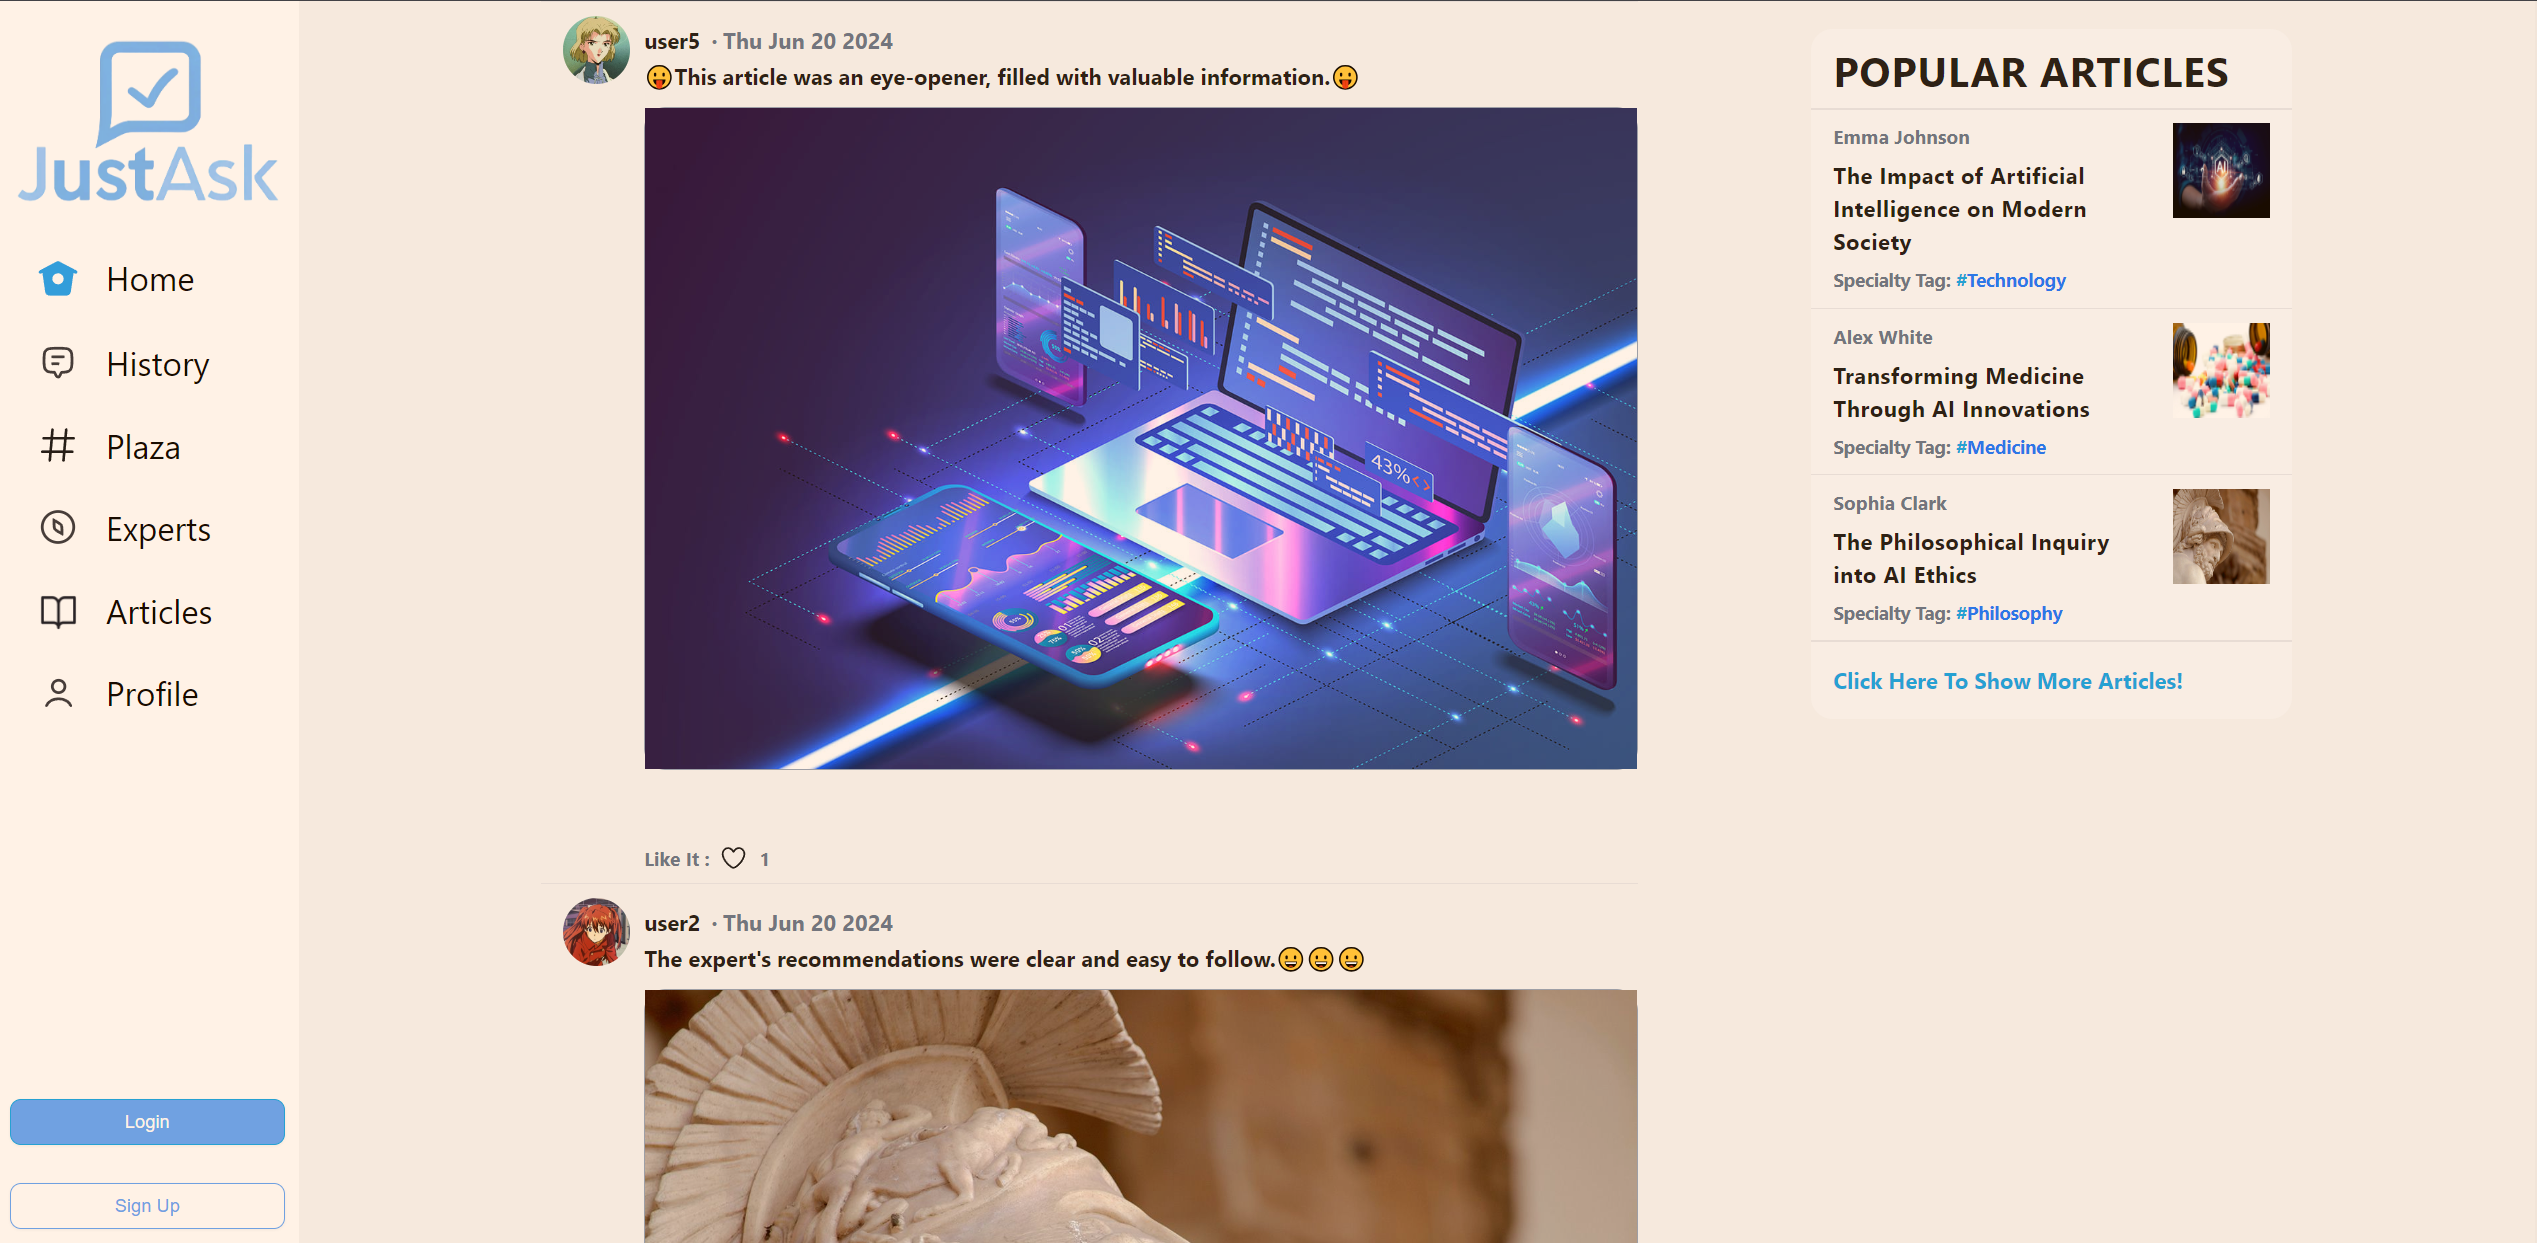 JustAsk
Home
History
Plaza
Experts
Articles
Profile
Login
Sign Up
user5 · Thu Jun 20 2024
😛This article was an eye-opener, filled with valuable information.😛
43%<>
Like It : 1
user2 · Thu Jun 20 2024
The expert's recommendations were clear and easy to follow.😀😀😀
POPULAR ARTICLES
Emma Johnson
The Impact of Artificial
Intelligence on Modern
Society
Specialty Tag: #Technology
AI
Alex White
Transforming Medicine
Through AI Innovations
Specialty Tag: #Medicine
Sophia Clark
The Philosophical Inquiry
into AI Ethics
Specialty Tag: #Philosophy
Click Here To Show More Articles!